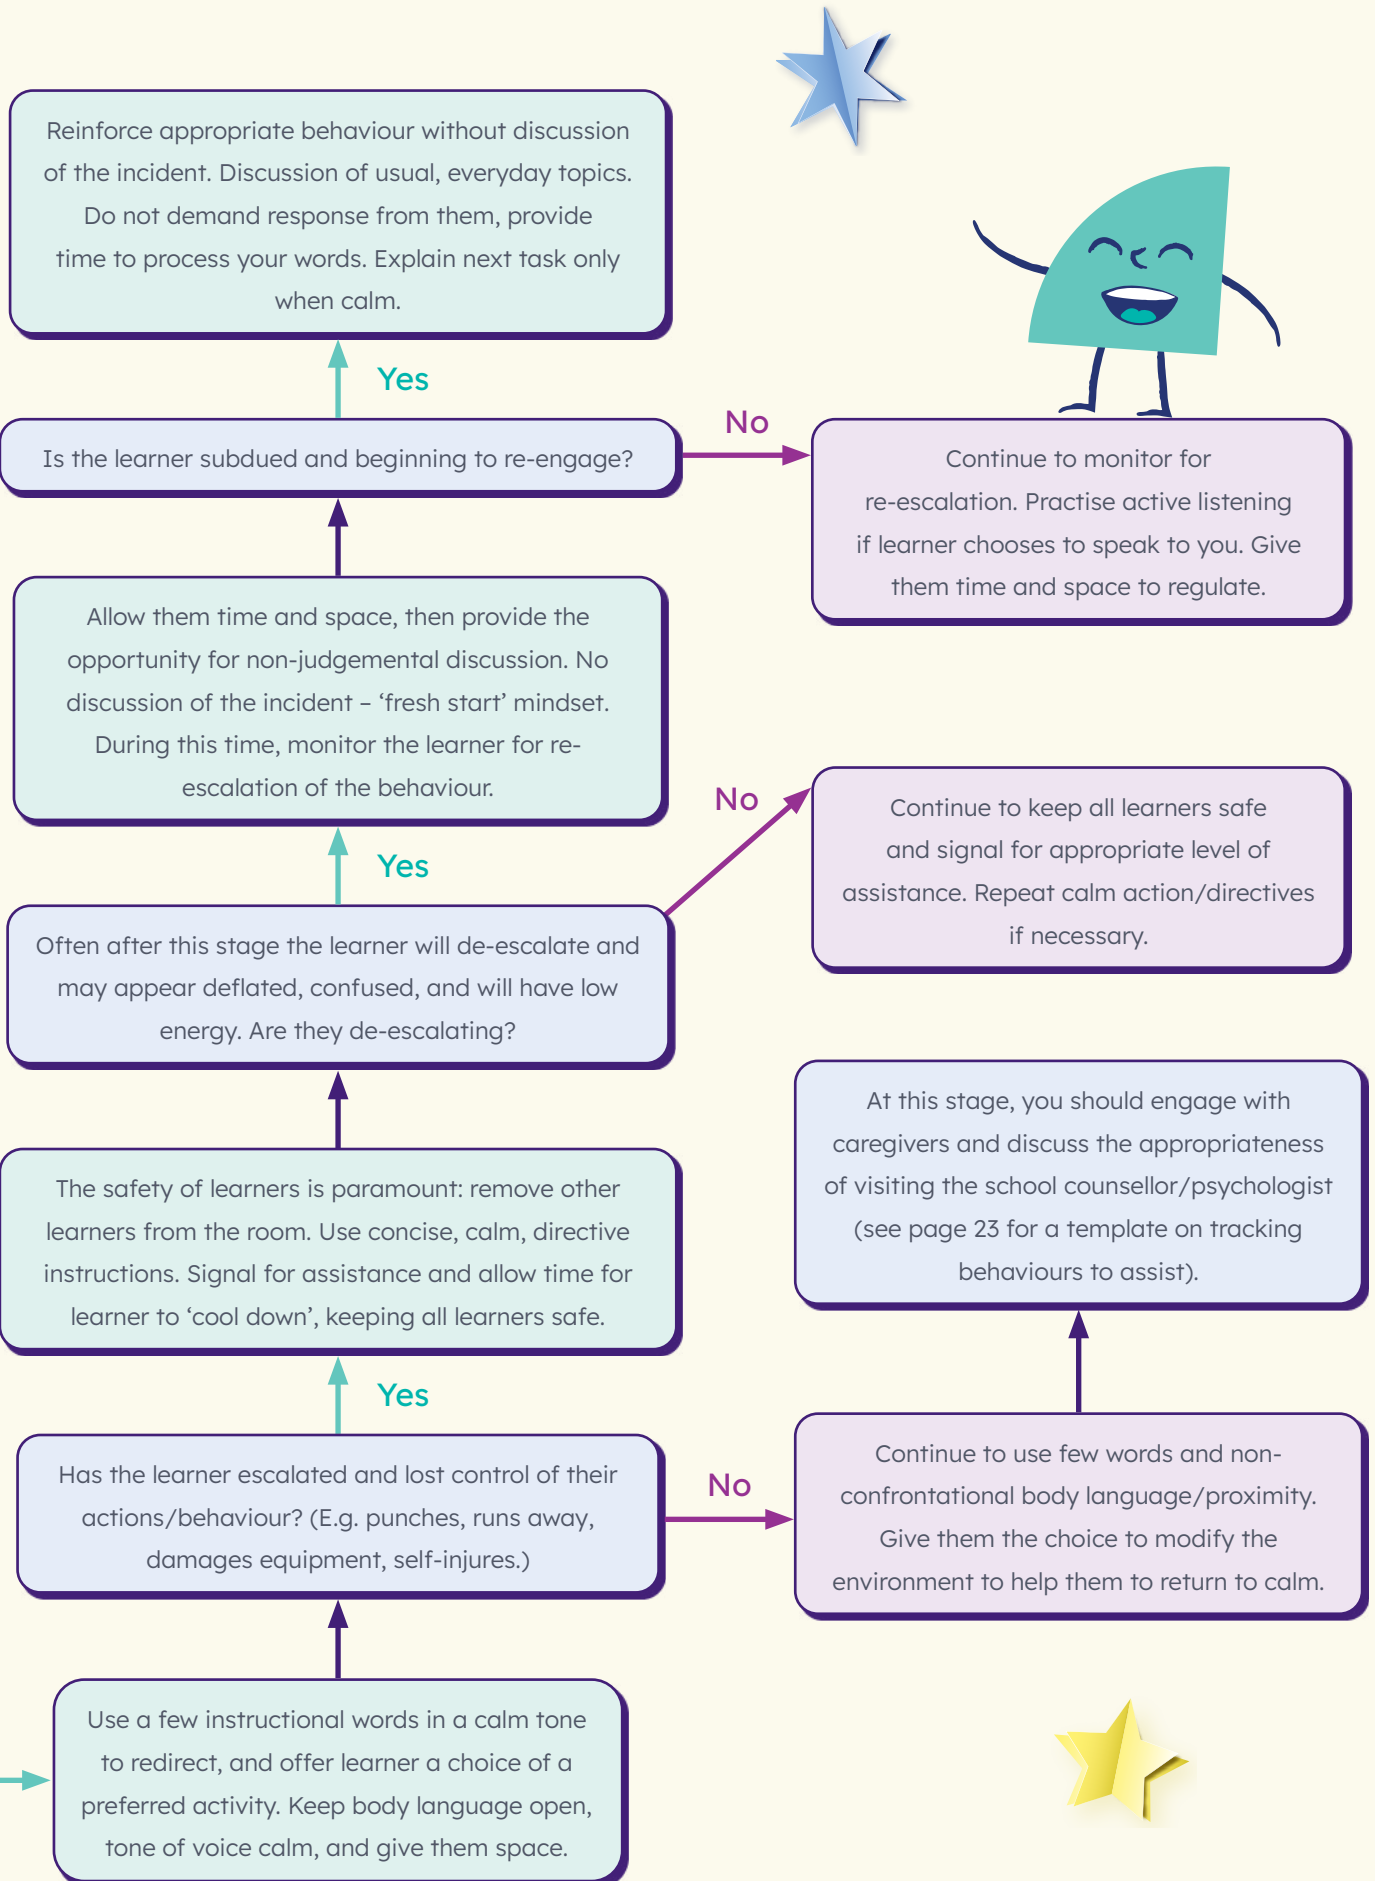 Reinforce appropriate behaviour without discussion
of the incident. Discussion of usual, everyday topics.
Do not demand response from them, provide
time to process your words. Explain next task only
when calm.
Yes
Is the learner subdued and beginning to re-engage?
No
Continue to monitor for
re-escalation. Practise active listening
if learner chooses to speak to you. Give
them time and space to regulate.
Allow them time and space, then provide the
opportunity for non-judgemental discussion. No
discussion of the incident – ‘fresh start’ mindset.
During this time, monitor the learner for re-
escalation of the behaviour.
No
Continue to keep all learners safe
and signal for appropriate level of
assistance. Repeat calm action/directives
if necessary.
Yes
Often after this stage the learner will de-escalate and
may appear deflated, confused, and will have low
energy. Are they de-escalating?
At this stage, you should engage with
caregivers and discuss the appropriateness
of visiting the school counsellor/psychologist
(see page 23 for a template on tracking
behaviours to assist).
The safety of learners is paramount: remove other
learners from the room. Use concise, calm, directive
instructions. Signal for assistance and allow time for
learner to ‘cool down’, keeping all learners safe.
Yes
Has the learner escalated and lost control of their
actions/behaviour? (E.g. punches, runs away,
damages equipment, self-injures.)
No
Continue to use few words and non-
confrontational body language/proximity.
Give them the choice to modify the
environment to help them to return to calm.
Use a few instructional words in a calm tone
to redirect, and offer learner a choice of a
preferred activity. Keep body language open,
tone of voice calm, and give them space.